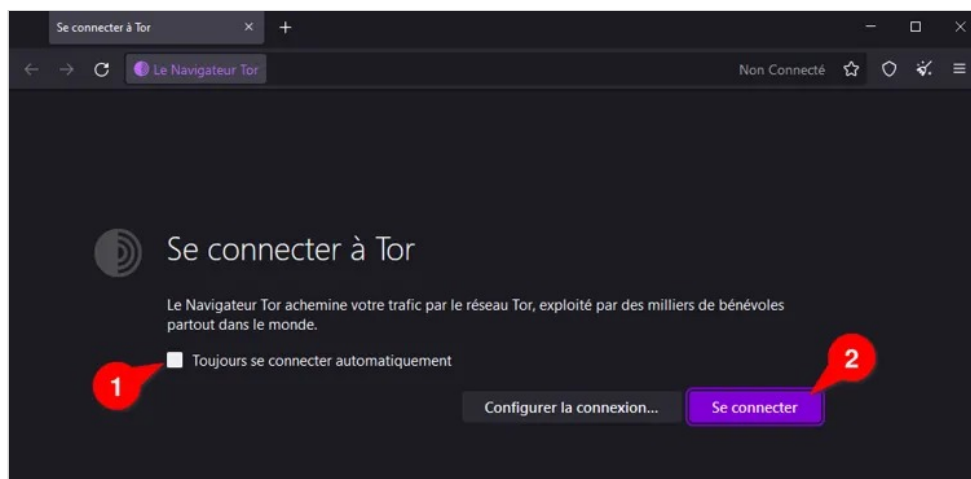 Se connecter à Tor
Le Navigateur Tor
Non Connecté
Se connecter à Tor
Le Navigateur Tor achemine votre trafic par le réseau Tor, exploité par des milliers de bénévoles
partout dans le monde.
Toujours se connecter automatiquement
1
2
Configurer la connexion...
Se connecter